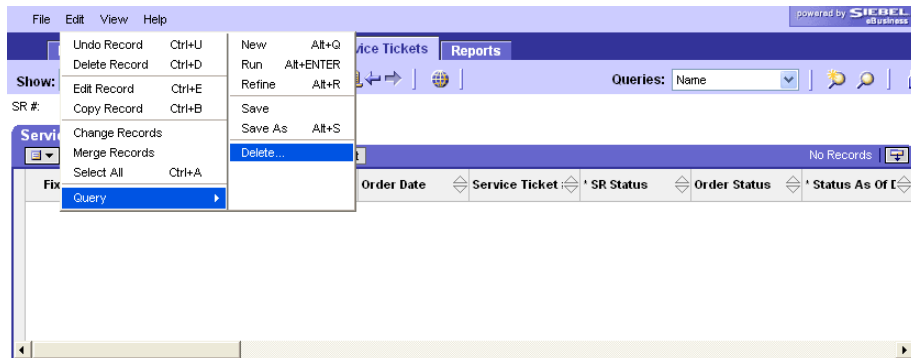 powered by SIEBEL
eBusiness
File Edit View Help
Undo Record Ctrl+U
Delete Record Ctrl+D
Edit Record Ctrl+E
Copy Record Ctrl+B
Change Records
Merge Records
Select All Ctrl+A
Query
New Alt+Q
Run Alt+ENTER
Refine Alt+R
Save
Save As Alt+S
Delete...
vice Tickets Reports
Show: Queries: Name
SR #:
Servi
No Records
Fix Order Date Service Ticket * SR Status Order Status * Status As Of D